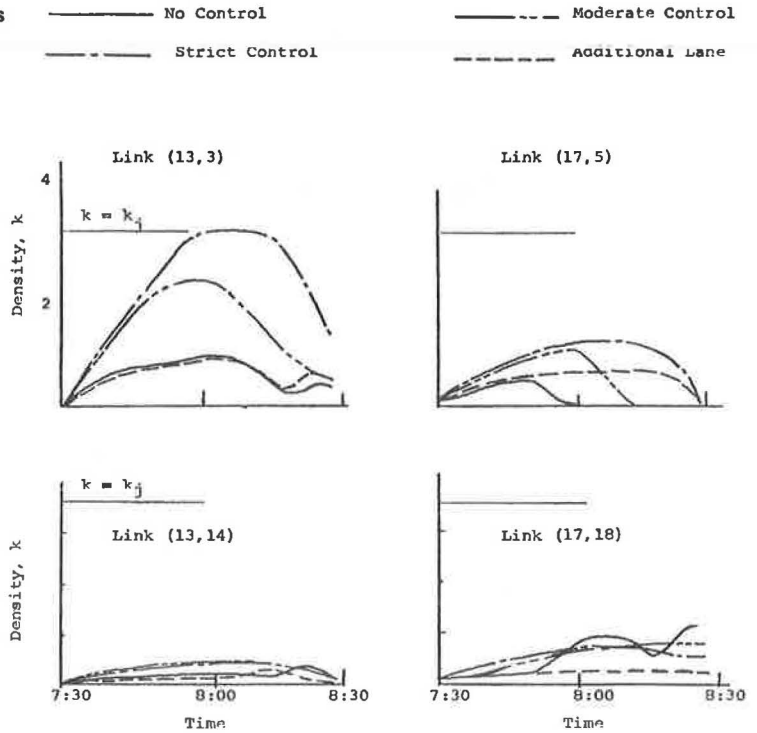 s
No Control
Moderate Control
Strict Control
Additional Lane
Link (13,3)
Link (17,5)
4
k = kj
Density, k
2
k = kj
Link (13,14)
Link (17,18)
Density, k
7:30
8:00
8:30
7:30
8:00
8:30
Time
Time